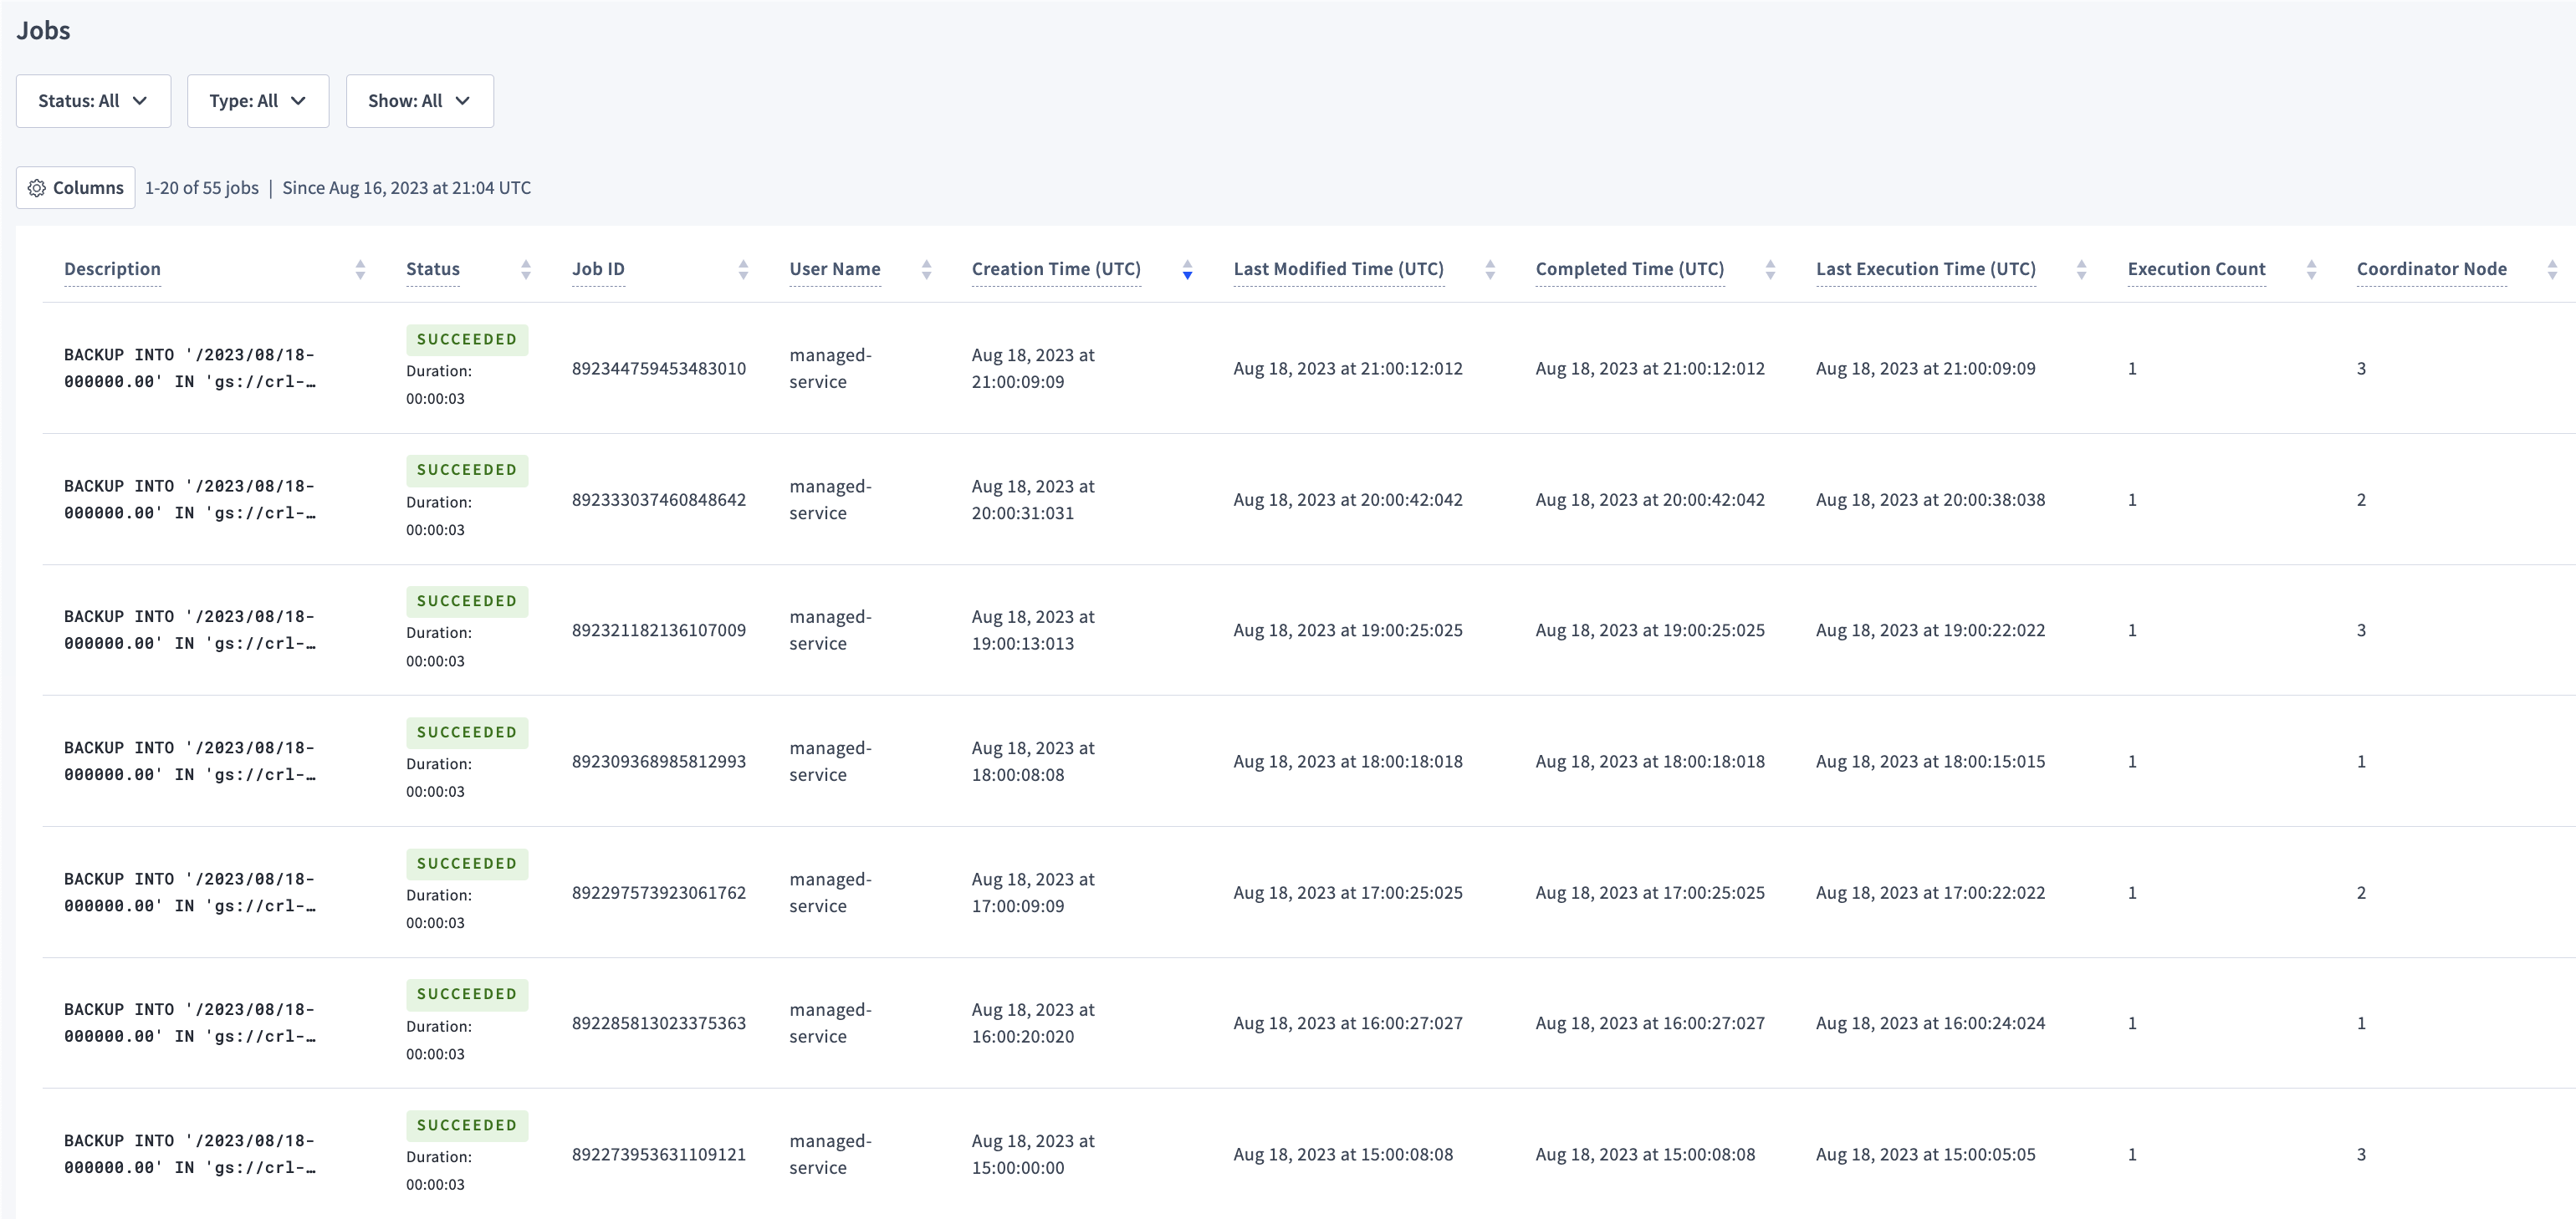 Jobs
Status: All
Type: All
Show: All
Columns 1-20 of 55 jobs | Since Aug 16, 2023 at 21:04 UTC
Description Status Job ID User Name Creation Time (UTC) Last Modified Time (UTC) Completed Time (UTC) Last Execution Time (UTC) Execution Count Coordinator Node
BACKUP INTO '/2023/08/18-
000000.00' IN 'gs://crl-…
SUCCEEDED
Duration:
00:00:03
892344759453483010
managed-
service
Aug 18, 2023 at
21:00:09:09
Aug 18, 2023 at 21:00:12:012
Aug 18, 2023 at 21:00:12:012
Aug 18, 2023 at 21:00:09:09
1
3
BACKUP INTO '/2023/08/18-
000000.00' IN 'gs://crl-…
SUCCEEDED
Duration:
00:00:03
892333037460848642
managed-
service
Aug 18, 2023 at
20:00:31:031
Aug 18, 2023 at 20:00:42:042
Aug 18, 2023 at 20:00:42:042
Aug 18, 2023 at 20:00:38:038
1
2
BACKUP INTO '/2023/08/18-
000000.00' IN 'gs://crl-…
SUCCEEDED
Duration:
00:00:03
892321182136107009
managed-
service
Aug 18, 2023 at
19:00:13:013
Aug 18, 2023 at 19:00:25:025
Aug 18, 2023 at 19:00:25:025
Aug 18, 2023 at 19:00:22:022
1
3
BACKUP INTO '/2023/08/18-
000000.00' IN 'gs://crl-…
SUCCEEDED
Duration:
00:00:03
892309368985812993
managed-
service
Aug 18, 2023 at
18:00:08:08
Aug 18, 2023 at 18:00:18:018
Aug 18, 2023 at 18:00:18:018
Aug 18, 2023 at 18:00:15:015
1
1
BACKUP INTO '/2023/08/18-
000000.00' IN 'gs://crl-…
SUCCEEDED
Duration:
00:00:03
892297573923061762
managed-
service
Aug 18, 2023 at
17:00:09:09
Aug 18, 2023 at 17:00:25:025
Aug 18, 2023 at 17:00:25:025
Aug 18, 2023 at 17:00:22:022
1
2
BACKUP INTO '/2023/08/18-
000000.00' IN 'gs://crl-…
SUCCEEDED
Duration:
00:00:03
892285813023375363
managed-
service
Aug 18, 2023 at
16:00:20:020
Aug 18, 2023 at 16:00:27:027
Aug 18, 2023 at 16:00:27:027
Aug 18, 2023 at 16:00:24:024
1
1
BACKUP INTO '/2023/08/18-
000000.00' IN 'gs://crl-…
SUCCEEDED
Duration:
00:00:03
892273953631109121
managed-
service
Aug 18, 2023 at
15:00:00:00
Aug 18, 2023 at 15:00:08:08
Aug 18, 2023 at 15:00:08:08
Aug 18, 2023 at 15:00:05:05
1
3